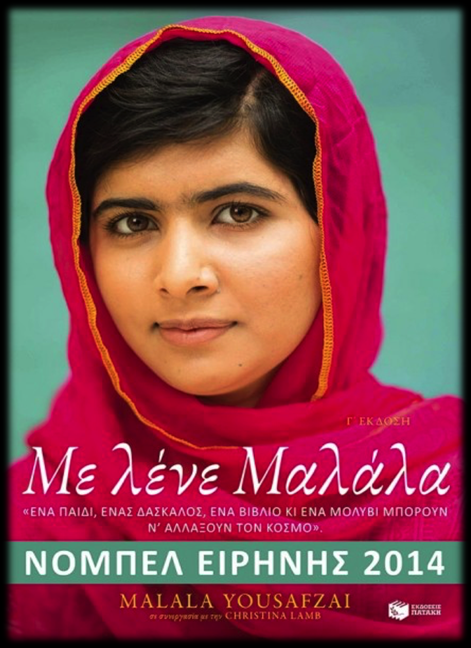 Γ΄ ΕΚΔΟΣΗ
Με λένε Μαλάλα
«ΕΝΑ ΠΑΙΔΙ, ΕΝΑΣ ΔΑΣΚΑΛΟΣ, ΕΝΑ ΒΙΒΛΙΟ ΚΙ ΕΝΑ ΜΟΛΥΒΙ ΜΠΟΡΟΥΝ
Ν' ΑΛΛΑΞΟΥΝ ΤΟΝ ΚΟΣΜΟ».
ΝΟΜΠΕΛ ΕΙΡΗΝΗΣ 2014
MALALA YOUSAFZAI
σε συνεργασία με την CHRISTINA LAMB
ΕΚΔΟΣΕΙΣ
ΠΑΤΑΚΗ